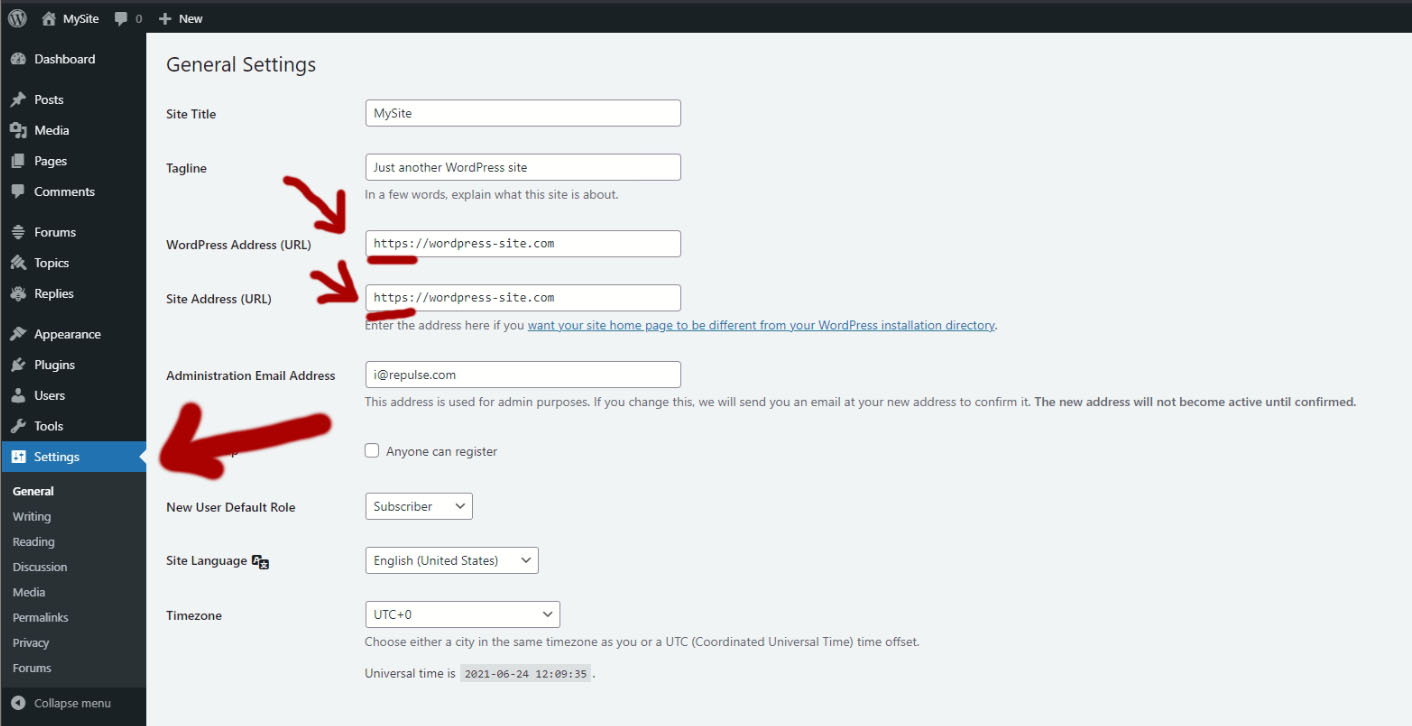 MySite 0 New
Dashboard
Posts
Media
Pages
Comments
Forums
Topics
Replies
Appearance
Plugins
Users
Tools
Settings
General
Writing
Reading
Discussion
Media
Permalinks
Privacy
Forums
Collapse menu
General Settings
Site Title MySite
Tagline Just another WordPress site
In a few words, explain what this site is about.
WordPress Address (URL) https://wordpress-site.com
Site Address (URL) https://wordpress-site.com
Enter the address here if you want your site home page to be different from your WordPress installation directory.
Administration Email Address i@repulse.com
This address is used for admin purposes. If you change this, we will send you an email at your new address to confirm it. The new address will not become active until confirmed.
Anyone can register
New User Default Role Subscriber
Site Language English (United States)
Timezone UTC+0
Choose either a city in the same timezone as you or a UTC (Coordinated Universal Time) time offset.
Universal time is 2021-06-24 12:09:35 .